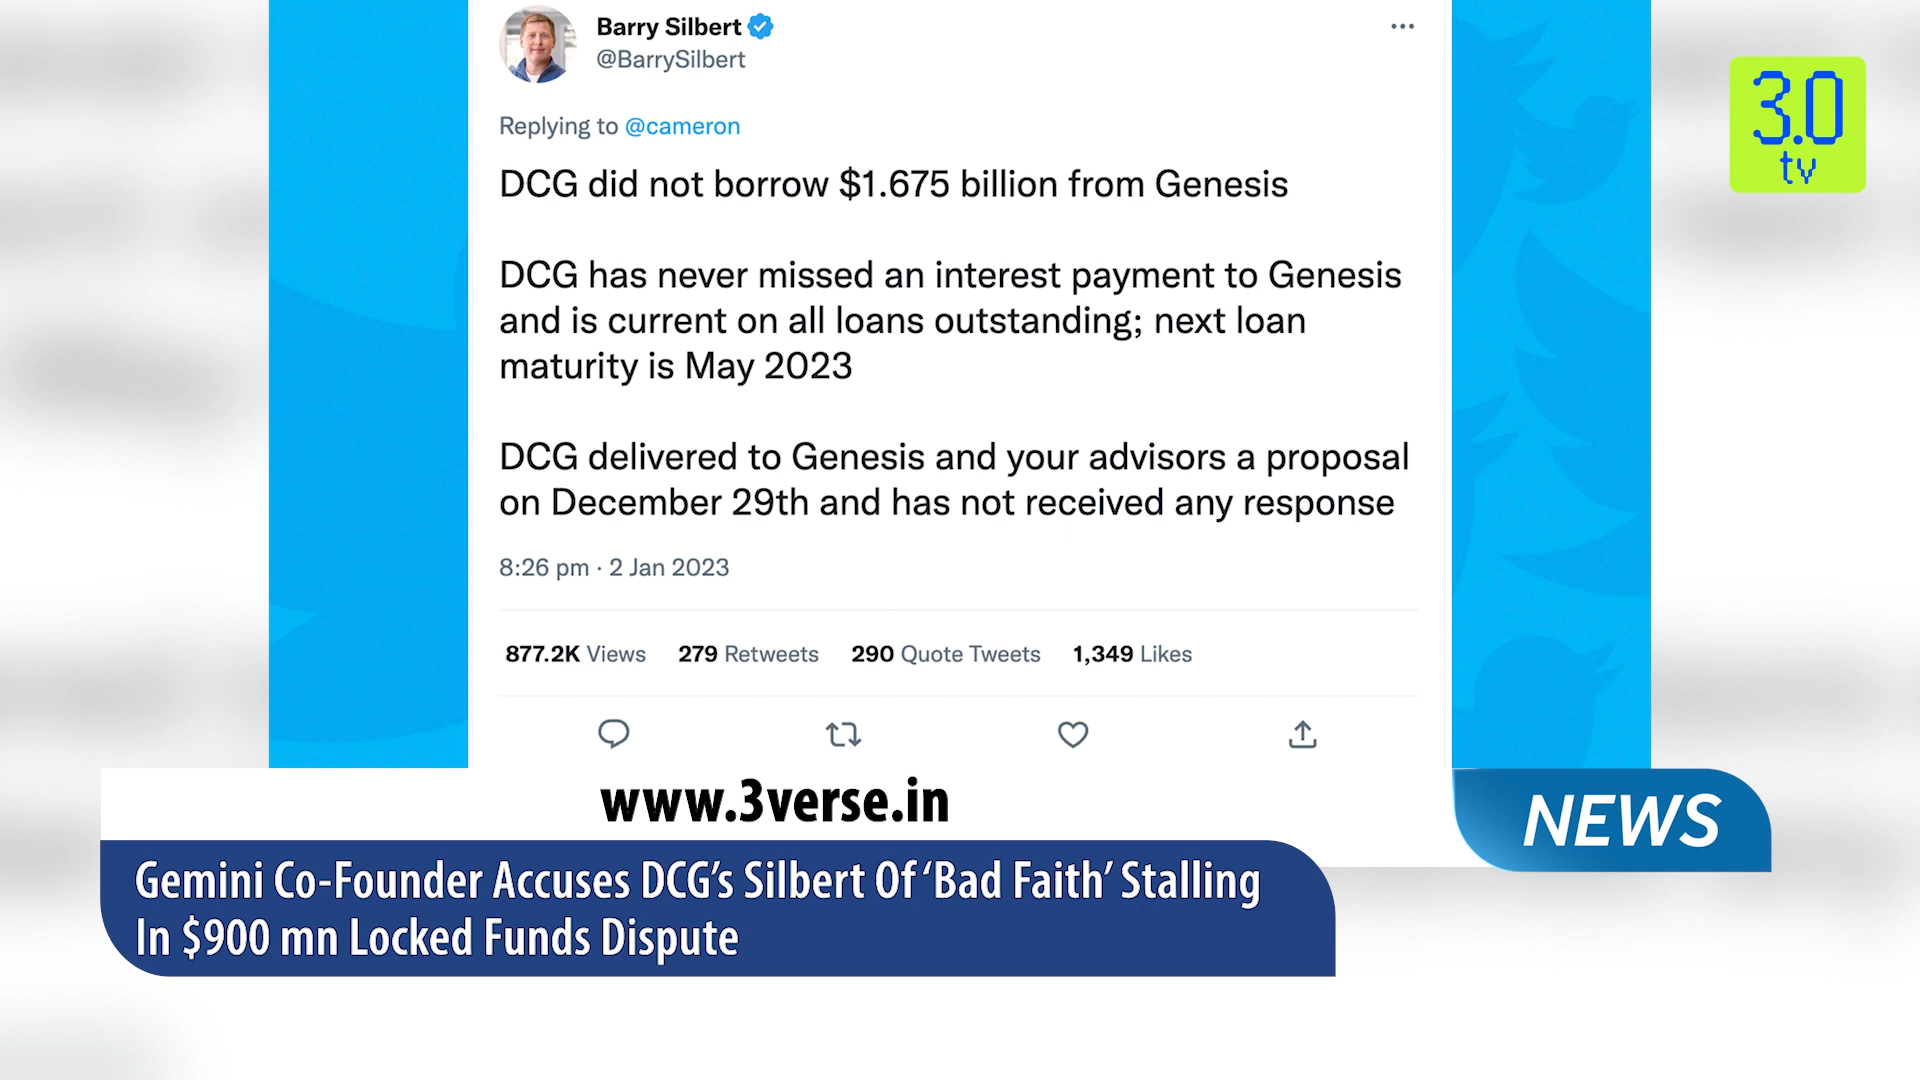 Barry Silbert
@BarrySilbert
Replying to @cameron
DCG did not borrow $1.675 billion from Genesis
DCG has never missed an interest payment to Genesis
and is current on all loans outstanding; next loan
maturity is May 2023
DCG delivered to Genesis and your advisors a proposal
on December 29th and has not received any response
8:26 pm · 2 Jan 2023
877.2K Views 279 Retweets 290 Quote Tweets 1,349 Likes
3.0
tv
www.3verse.in
NEWS
Gemini Co-Founder Accuses DCG’s Silbert Of ‘Bad Faith’ Stalling
In $900 mn Locked Funds Dispute